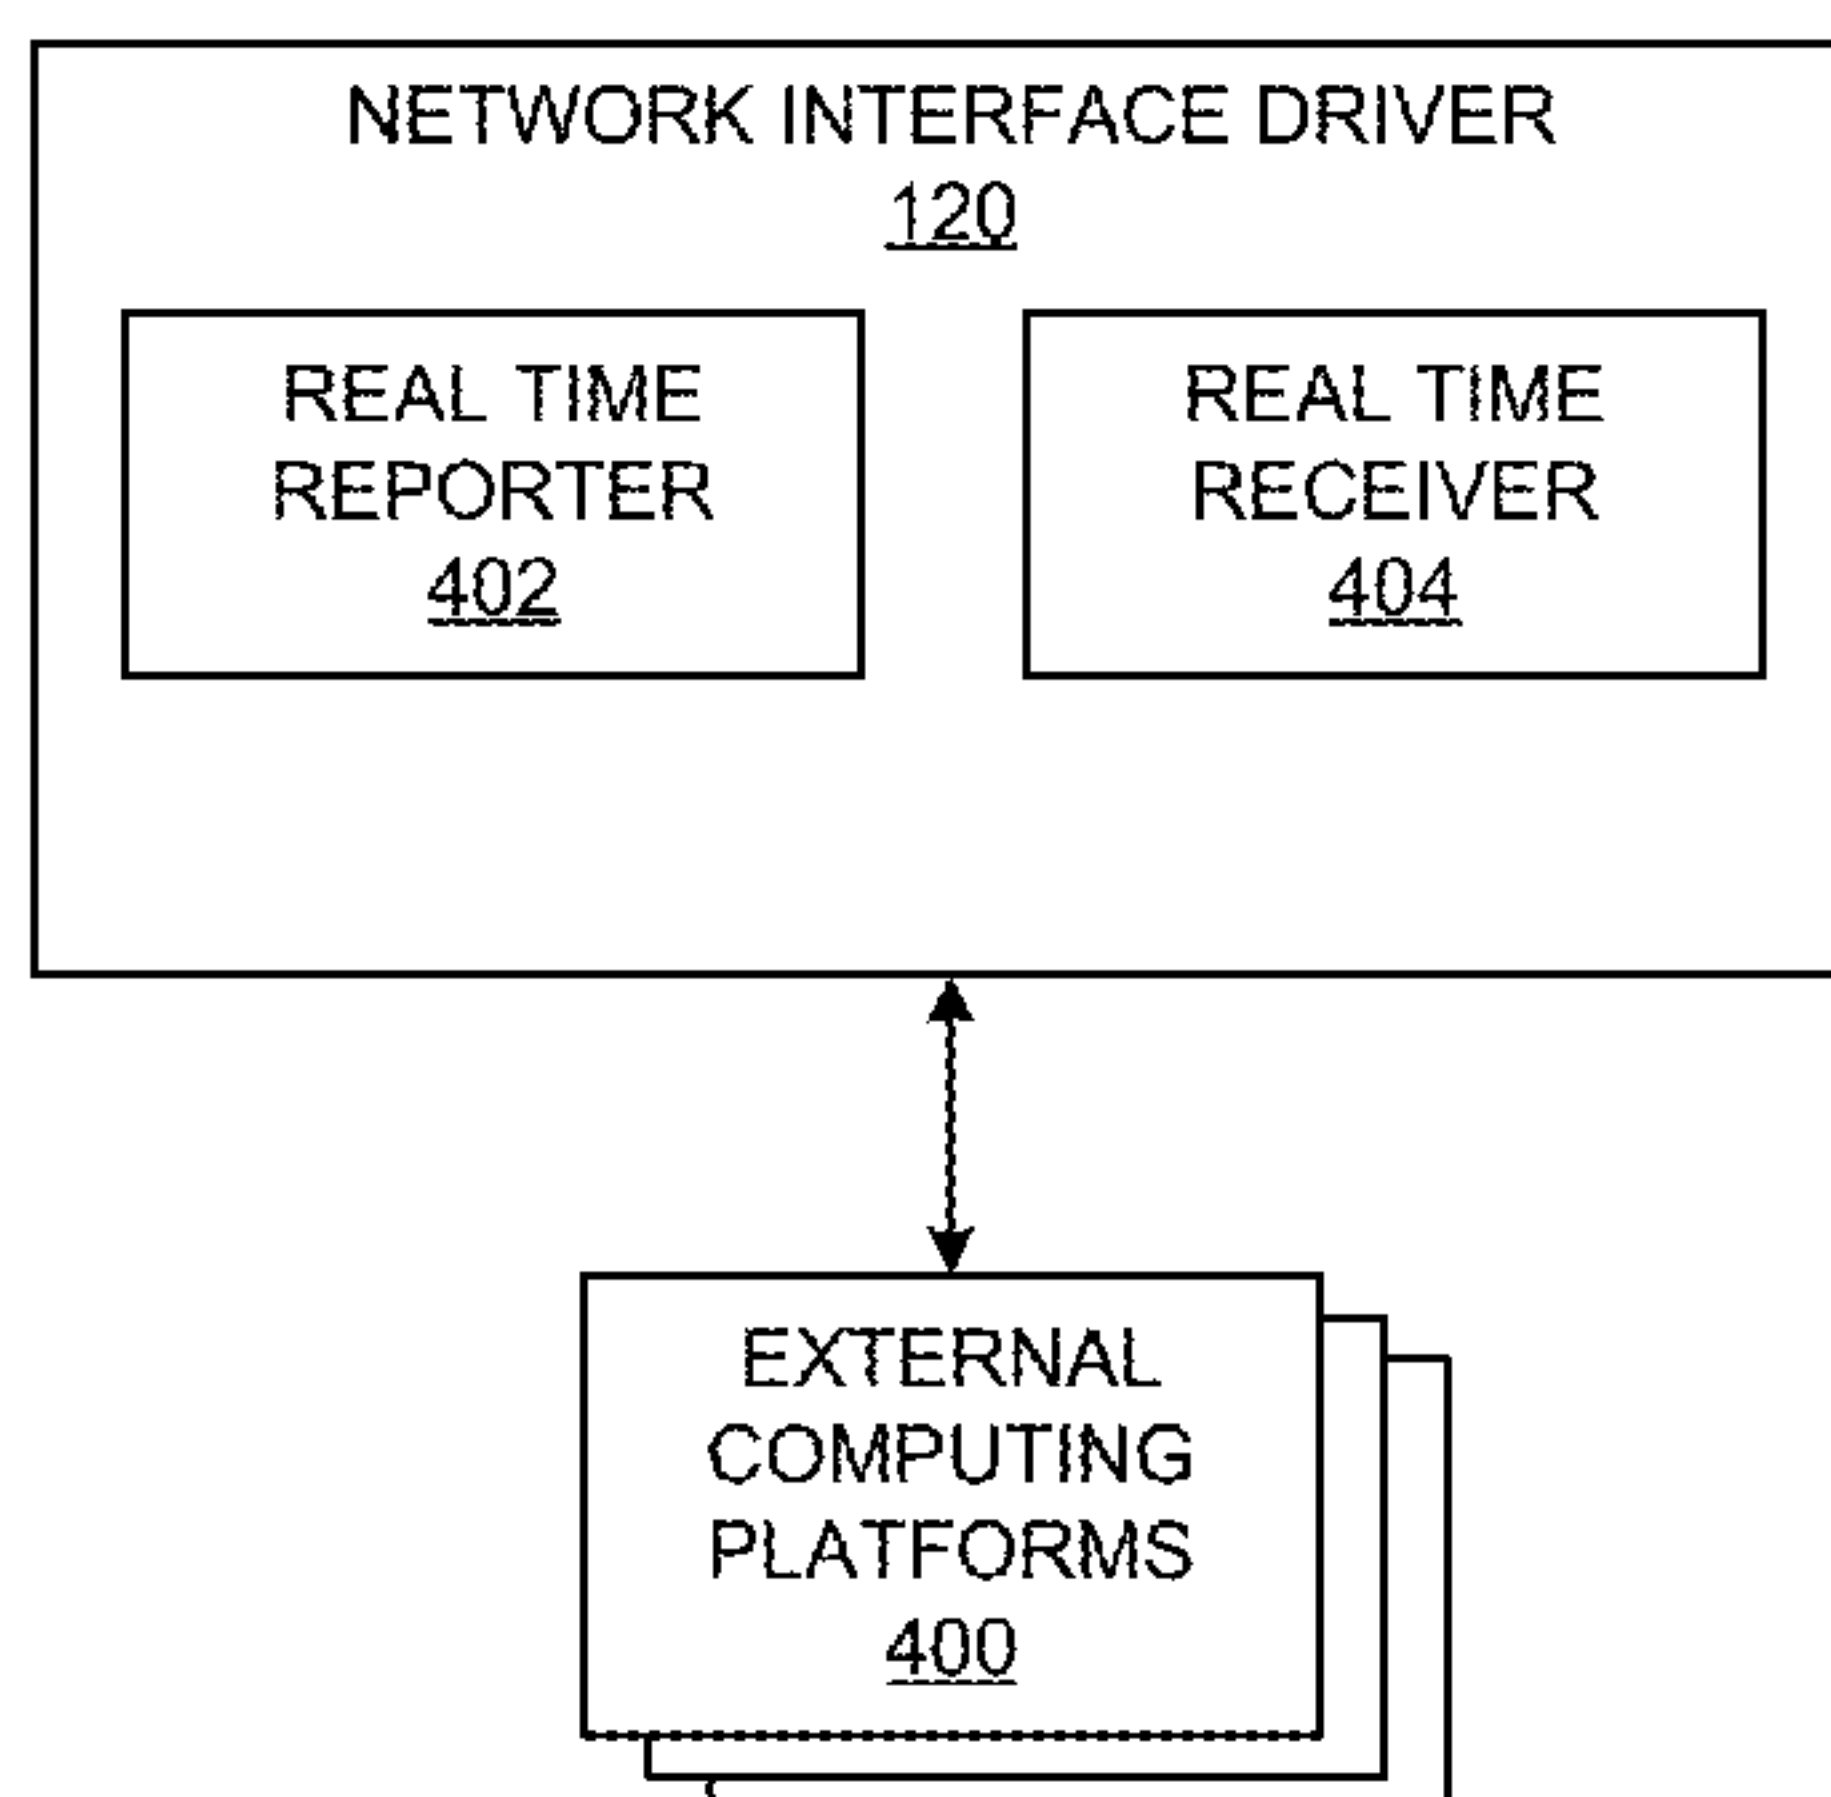 NETWORK INTERFACE DRIVER
120
REAL TIME
REPORTER
402
REAL TIME
RECEIVER
404
EXTERNAL
COMPUTING
PLATFORMS
400